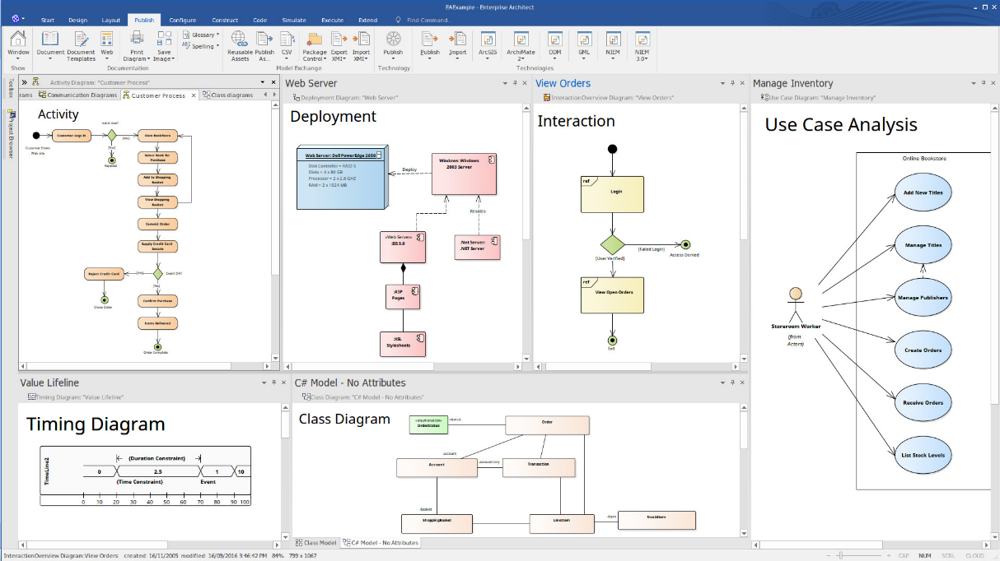 EAExample - Enterprise Architect
Start Design Layout Publish Configure Construct Code Simulate Execute Extend Find Command...
Window Document Document Templates Web Print Diagram Save Image Glossary Spelling Reusable Assets Publish As... CSV Package Control Export XMI Import XMI Publish Publish Import ArcGIS ArchiMate 2 ODM GML NIEM NIEM 3.0
Show Documentation Model Exchange Technology Technologies
Toolbox
Project Browser
Activity Diagram: "Customer Process"
rams Communication Diagrams Customer Process Class diagrams
Activity
Valid User?
Customer Logs In
[Yes]
View BookStore
Customer Enters
Web site
[No]
Rejected
Select Book for
Purchase
Add to Shopping
Basket
View Shopping
Basket
Commit Order
Supply Credit Card
Details
Reject Credit Card
Credit OK?
[Yes]
Close Order
Confirm Purchase
Items Delivered
Order Complete
Web Server
Deployment Diagram: "Web Server"
Deployment
Web Server: Dell PowerEdge 2650
Disk Controller = RAID 5
Disks = 4 x 80 GB
Processor = 2 x 2.8 GHZ
RAM = 2 x 1024 MB
Deploy
Windows: Windows
2003 Server
Resides
«Web Server»
:IIS 5.0
.Net Server:
.NET Server
:ASP
Pages
:XSL
Stylesheets
View Orders
InteractionOverview Diagram: "View Orders"
Interaction
ref
Login
[Failed Login]
Access Denied
[User Verified]
ref
View Open Orders
Exit
Manage Inventory
Use Case Diagram: "Manage Inventory"
Use Case Analysis
Online Bookstore
Add New Titles
Manage Titles
Manage Publishers
Storeroom Worker
(from
Actors)
Create Orders
Receive Orders
List Stock Levels
Value Lifeline
Timing Diagram: "Value Lifeline"
Timing Diagram
TimeLine2
{Duration Constraint}
0 2.5 1 10
{Time Constraint} Event
0 10 20 30 40 50 60 70 80 90 100
C# Model - No Attributes
Class Diagram: "C# Model - No Attributes"
Class Diagram
«enumeration»
OrderStatus
-status
Order
-account
Account
Transaction
-basket
ShoppingBasket
LineItem
-item
StockItem
Class Model C# Model - No Attributes
InteractionOverview Diagram:View Orders: created: 16/11/2005 modified: 16/09/2016 3:46:42 PM 84% 799 x 1067
CAP NUM SCRL CLOUD